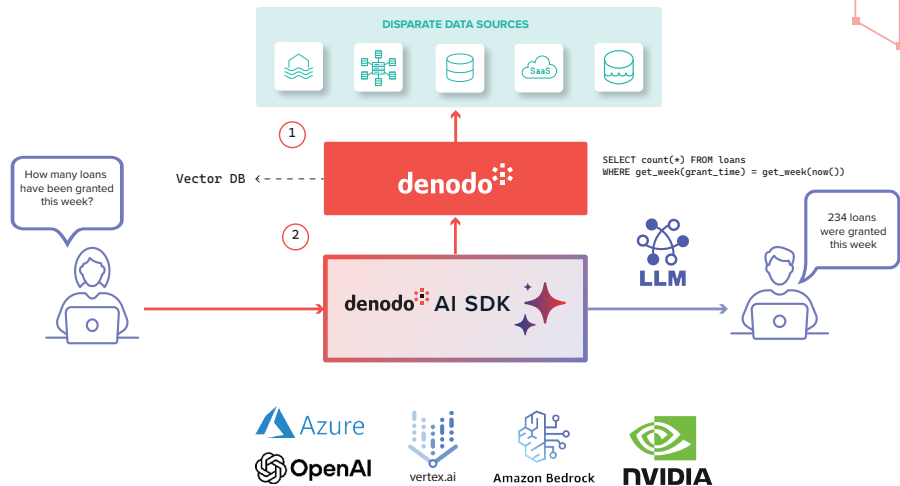 DISPARATE DATA SOURCES
SaaS
1
How many loans
have been granted
this week?
Vector DB
denodo
SELECT count(*) FROM loans
WHERE get_week(grant_time) = get_week(now())
234 loans
were granted
this week
2
LLM
denodo AI SDK
Azure
OpenAI
vertex.ai
Amazon Bedrock
NVIDIA